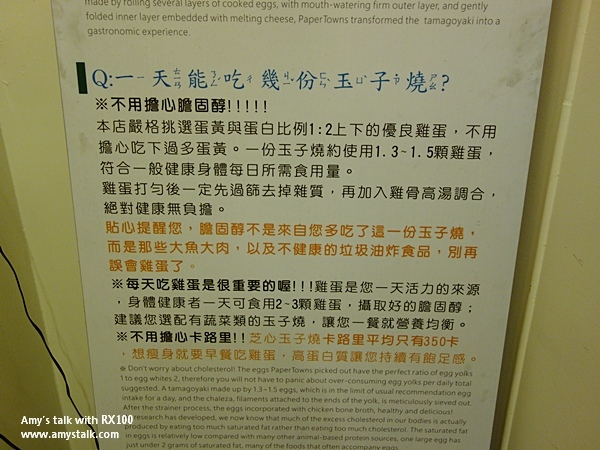 made by rolling several layers of cooked eggs, with mouth-watering firm outer layer, and gently
folded inner layer embedded with melting cheese, PaperTowns transformed the tamagoyaki into a
gastronomic experience.
Q:一天能吃幾份玉子燒?
※不用擔心膽固醇!!!!!
本店嚴格挑選蛋黃與蛋白比例1:2上下的優良雞蛋，不用
擔心吃下過多蛋黃。一份玉子燒約使用1.3~1.5顆雞蛋，
符合一般健康身體每日所需食用量。
雞蛋打勻後一定先過篩去掉雜質，再加入雞骨高湯調合，
絕對健康無負擔。
貼心提醒您，膽固醇不是來自您多吃了這一份玉子燒，
而是那些大魚大肉，以及不健康的垃圾油炸食品，別再
誤會雞蛋了。
※每天吃雞蛋是很重要的喔!!!雞蛋是您一天活力的來源
，身體健康者一天可食用2~3顆雞蛋，攝取好的膽固醇；
建議您選配有蔬菜類的玉子燒，讓您一餐就營養均衡。
※不用擔心卡路里!!芝心玉子燒卡路里平均只有350卡
，想瘦身就要早餐吃雞蛋，高蛋白質讓您持續有飽足感。
※ Don't worry about cholesterol! The eggs PaperTowns picked out have the perfect ratio of egg yolks
1 to egg whites 2, therefore you will not have to panic about over-consuming egg yolks per daily total
suggested. A tamagoyaki made up by 1.3~1.5 eggs, which is in the limit of usual recommendation egg
intake for a day, and the chaleza, filaments attached to the ends of the yolk, is meticulously sieved out.
After the strainer process, the eggs incorporated with chicken bone broth, healthy and delicious!
research has developed, we now know that much of the excess cholesterol in our bodies is actually
produced by eating too much saturated fat rather than eating too much cholesterol. The saturated fat
in eggs is relatively low compared with many other animal-based protein sources, one large egg has
just under 2 grams of saturated fat, many of the foods that often accompany eggs
Amy's talk with RX100
www.amystalk.com